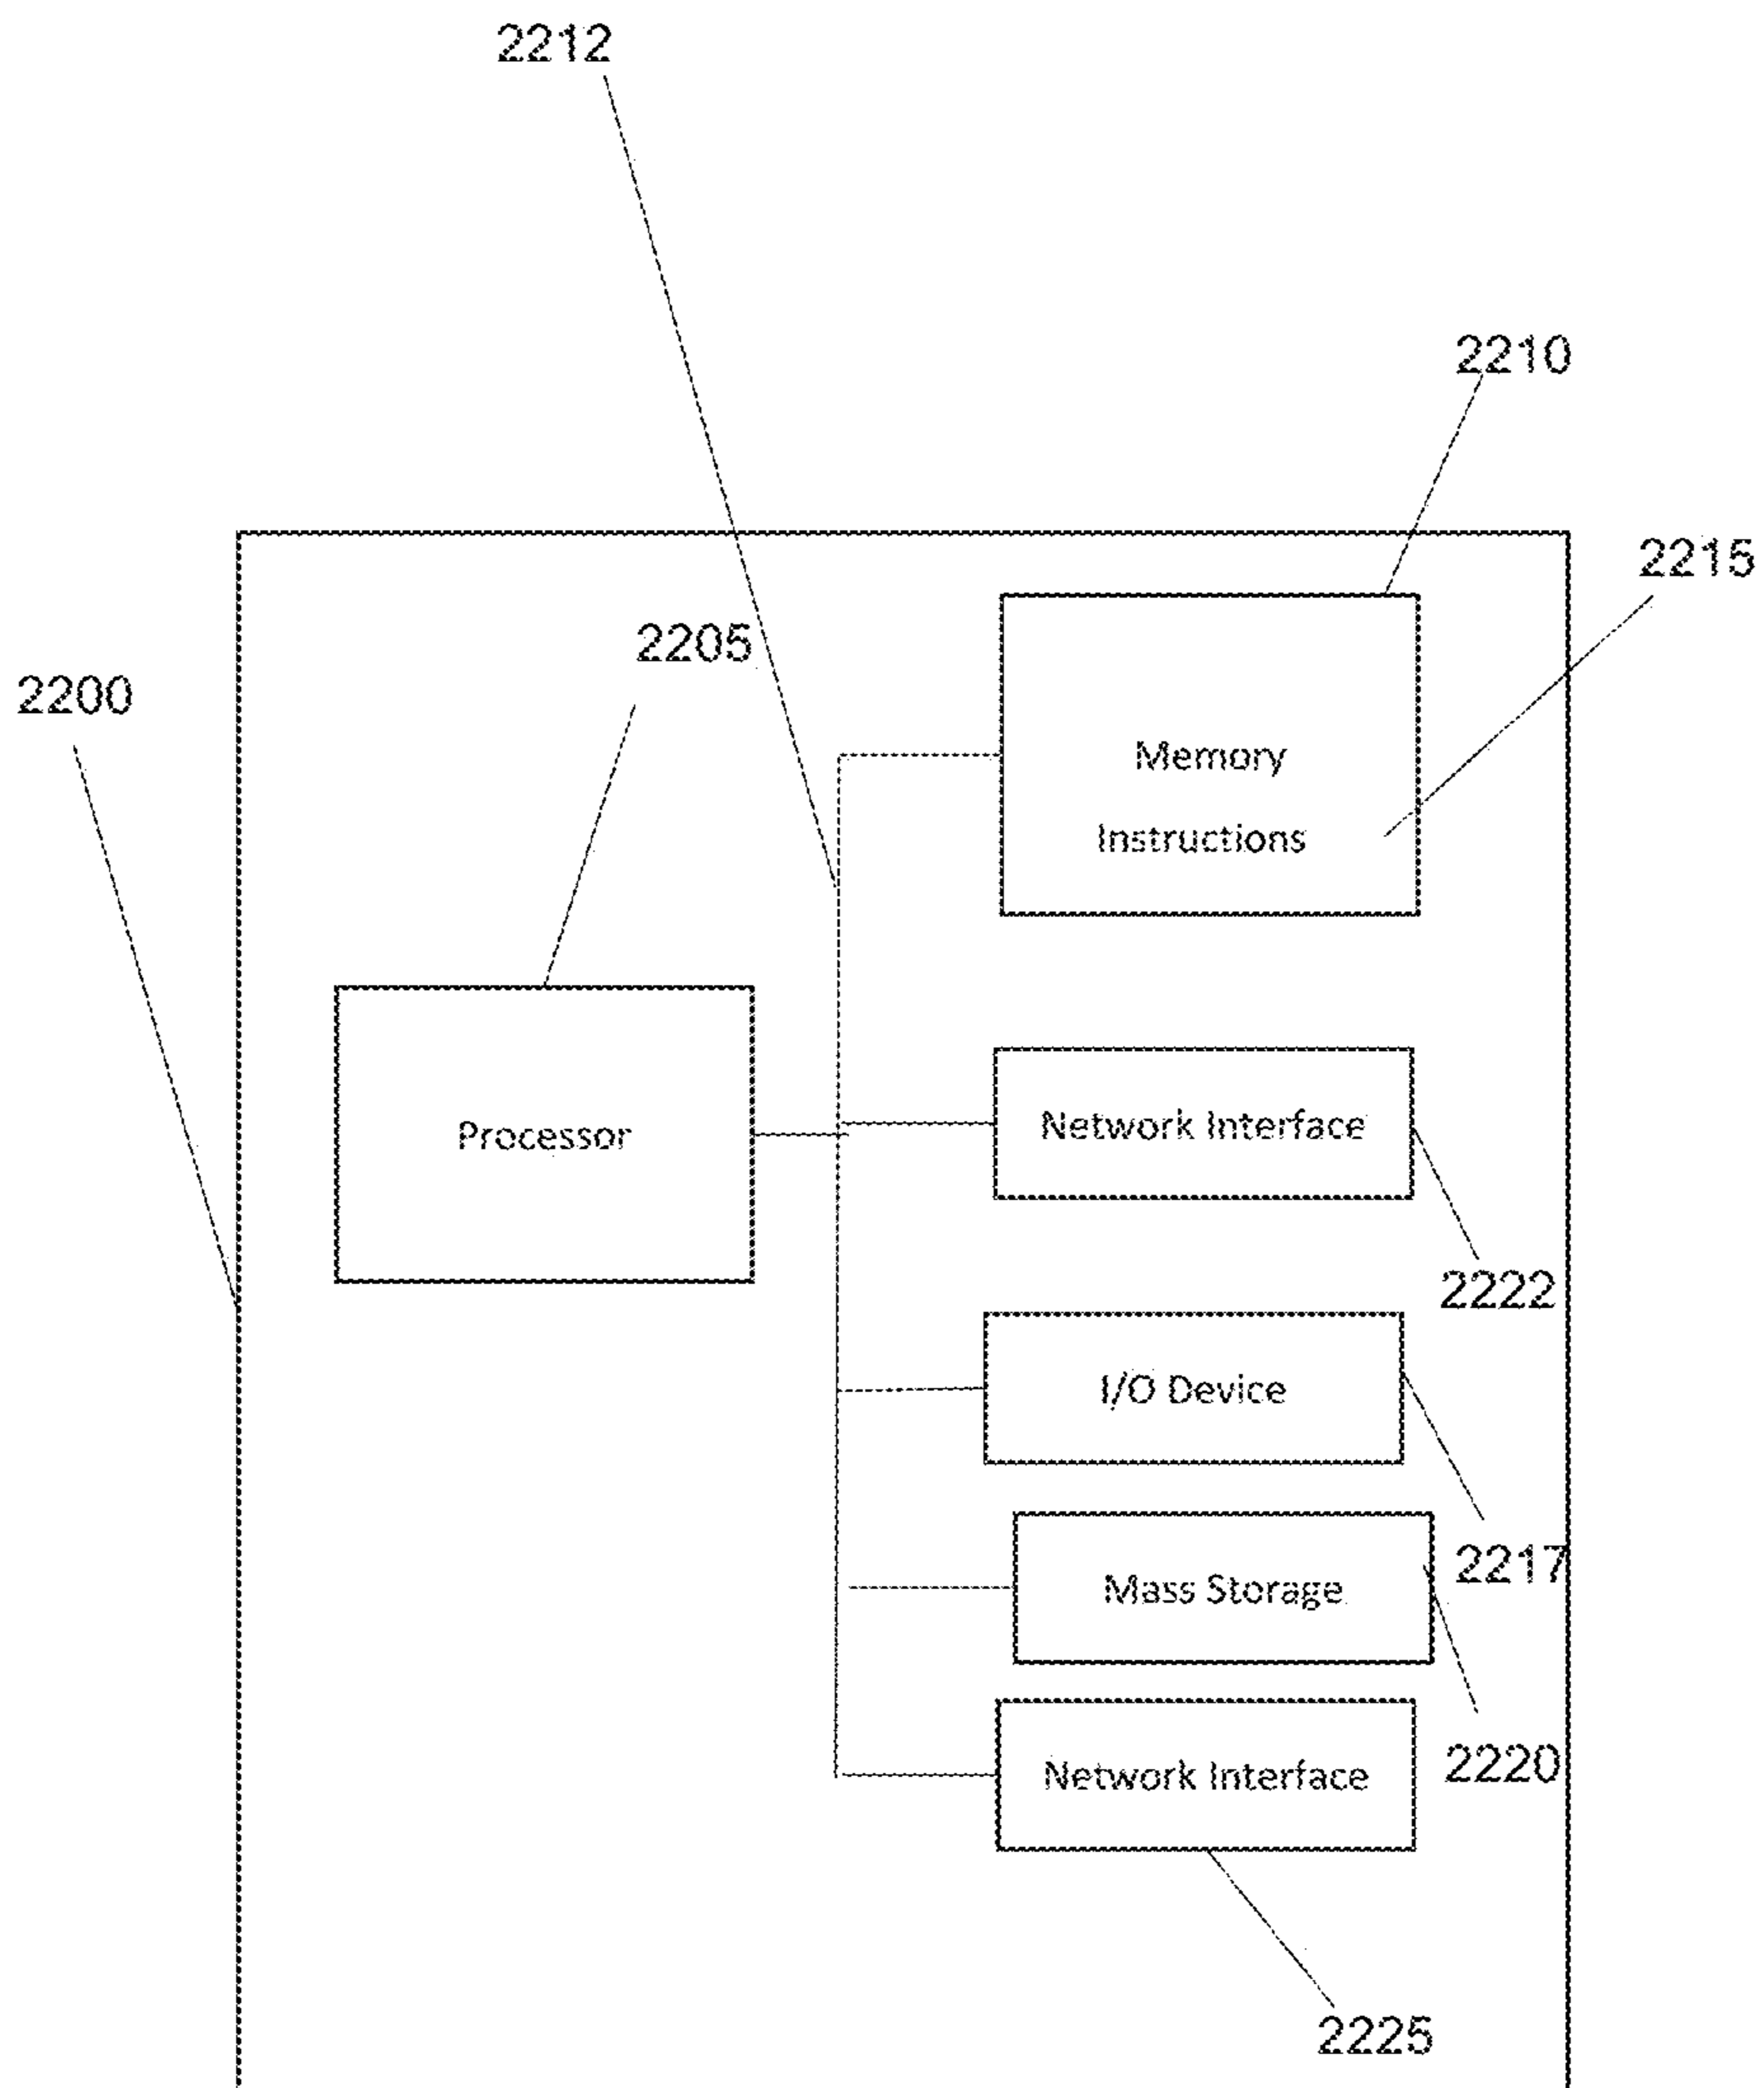 2212
2210
2215
2205
2200
Memory
Instructions
Processor
Network Interface
2222
I/O Device
2217
Mass Storage
2220
Network Interface
2225